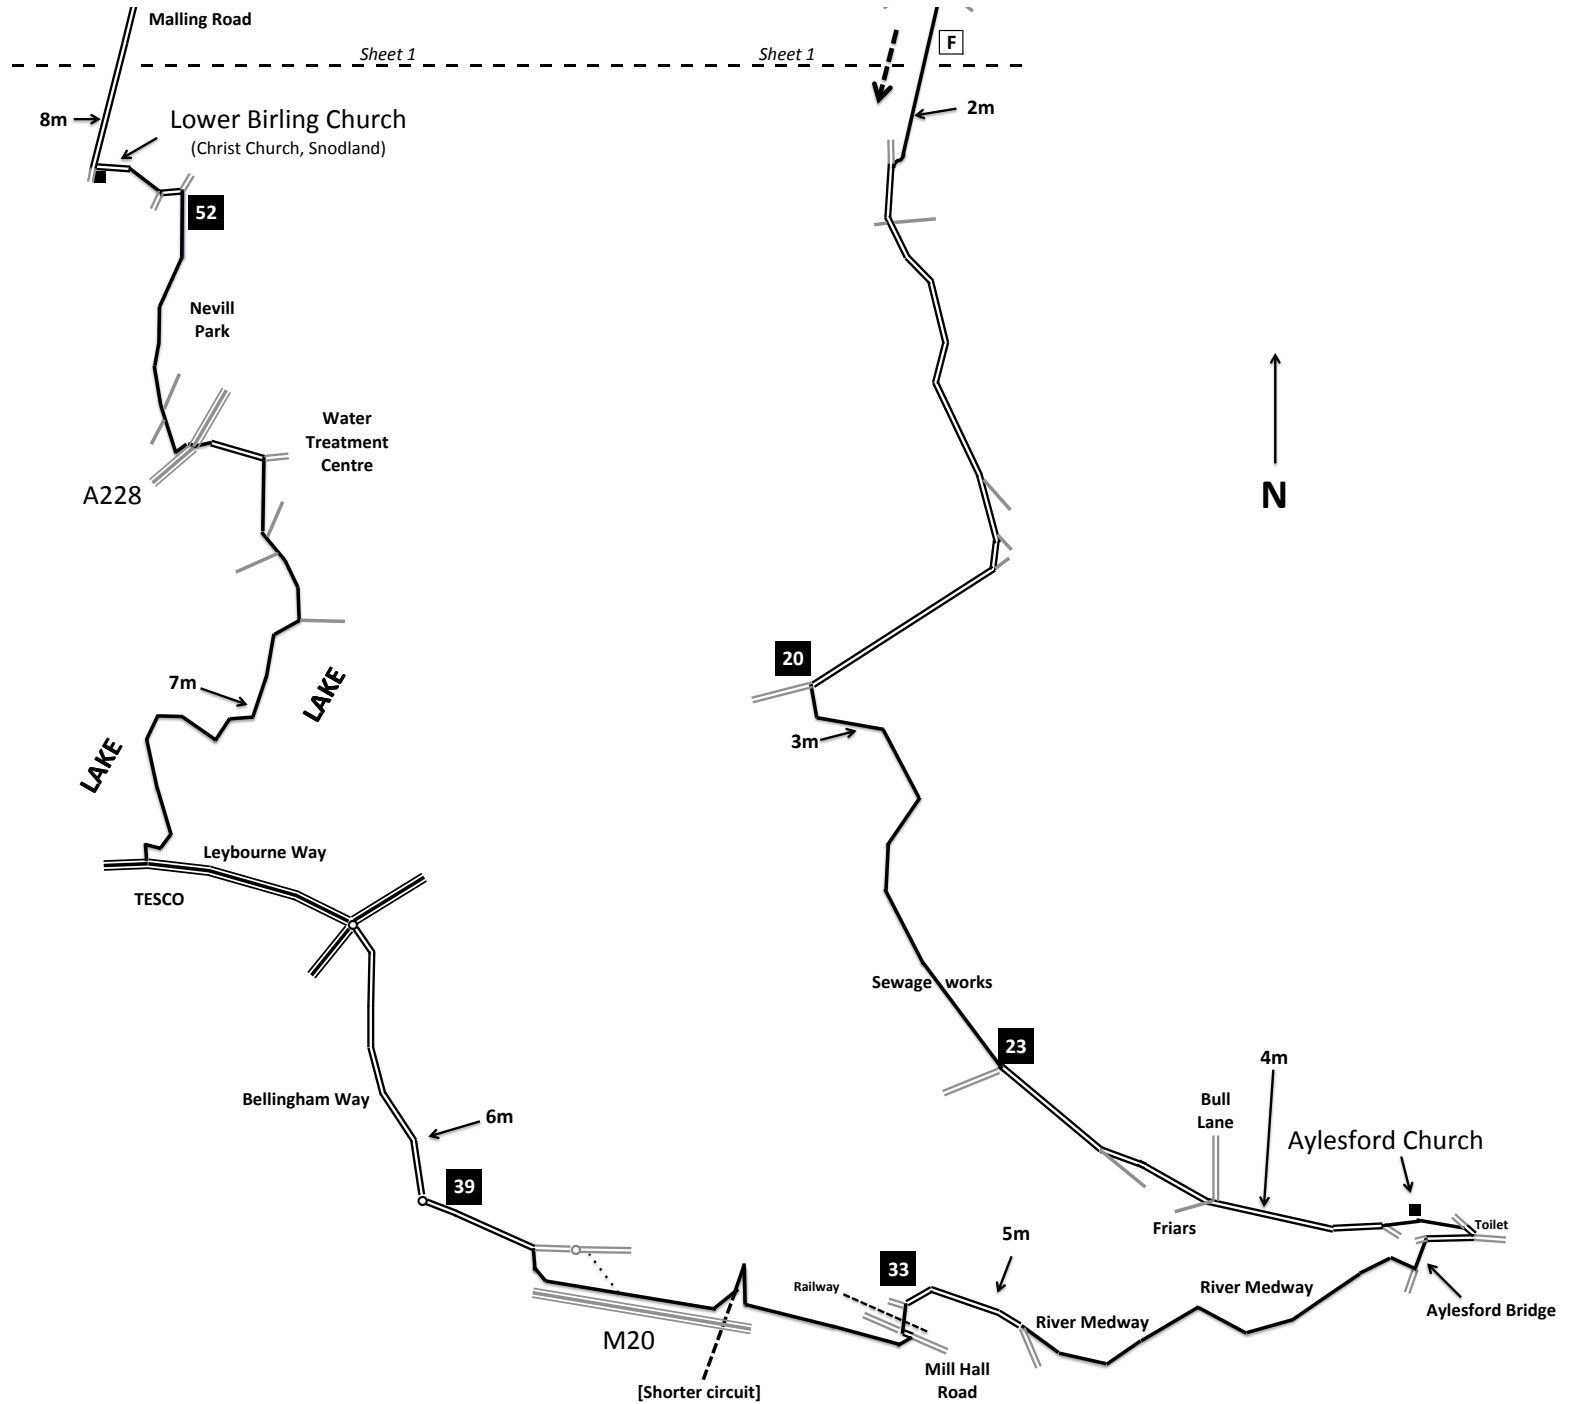 Malling Road
Sheet 1
Sheet 1
F
8m
2m
Lower Birling Church
(Christ Church, Snodland)
52
Nevill
Park
Water
Treatment
Centre
A228
N
20
7m
LAKE
LAKE
3m
Leybourne Way
TESCO
Sewage works
23
4m
Bull
Lane
Bellingham Way
6m
Aylesford Church
39
Friars
Toilet
5m
33
Railway
River Medway
River Medway
Aylesford Bridge
M20
Mill Hall
Road
[Shorter circuit]